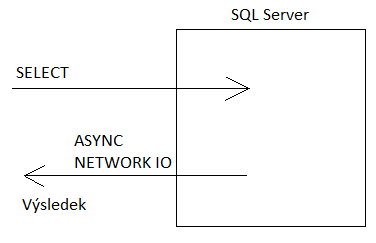 SQL Server
SELECT
ASYNC
NETWORK IO
Výsledek